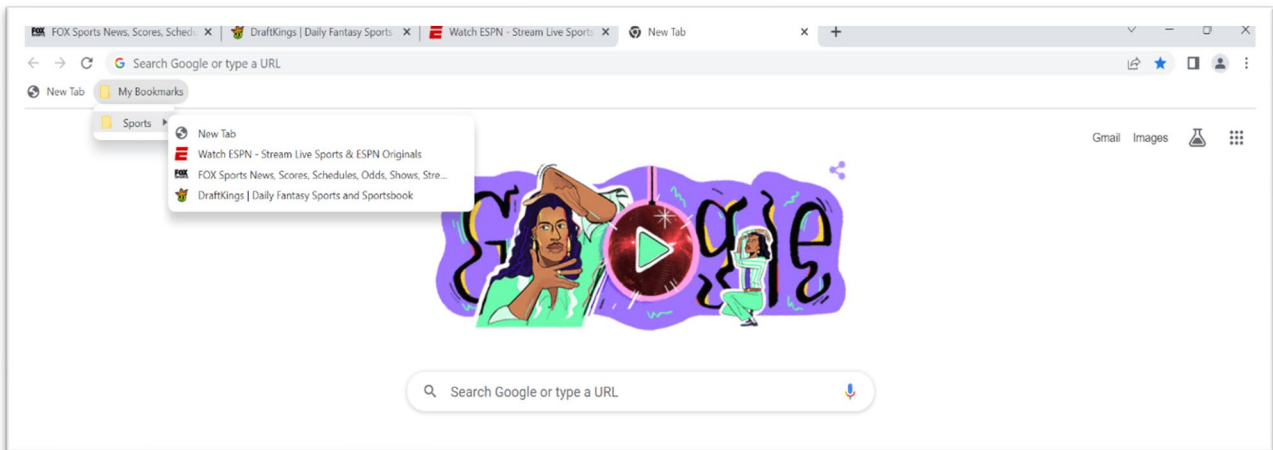 FOX Sports News, Scores, Schedu
DraftKings | Daily Fantasy Sports
Watch ESPN - Stream Live Sports
New Tab
Search Google or type a URL
New Tab
My Bookmarks
Sports
New Tab
Watch ESPN - Stream Live Sports & ESPN Originals
FOX Sports News, Scores, Schedules, Odds, Shows, Stre...
DraftKings | Daily Fantasy Sports and Sportsbook
Gmail Images
Google
Search Google or type a URL